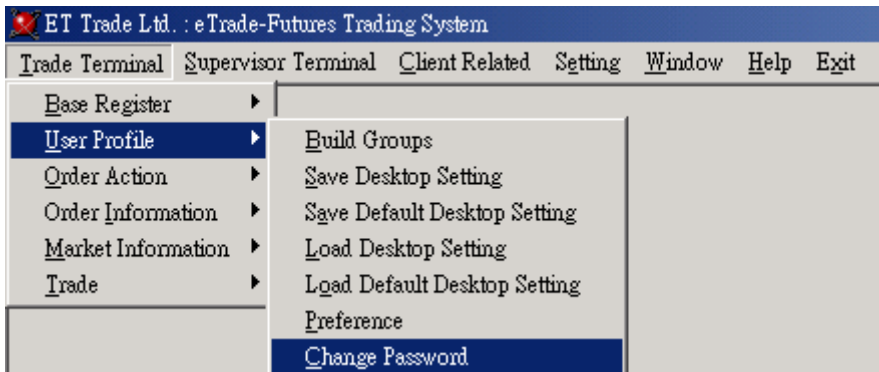 ET Trade Ltd. : eTrade-Futures Trading System
Trade Terminal Supervisor Terminal Client Related Setting Window Help Exit
Base Register
User Profile
Order Action
Order Information
Market Information
Trade
Build Groups
Save Desktop Setting
Save Default Desktop Setting
Load Desktop Setting
Load Default Desktop Setting
Preference
Change Password